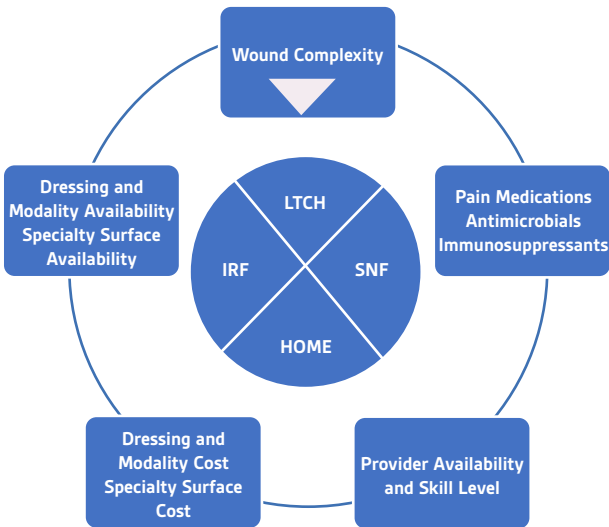 Wound Complexity
Pain Medications
Antimicrobials
Immunosuppressants
Provider Availability
and Skill Level
Dressing and
Modality Cost
Specialty Surface
Cost
Dressing and
Modality Availability
Specialty Surface
Availability
LTCH
SNF
HOME
IRF